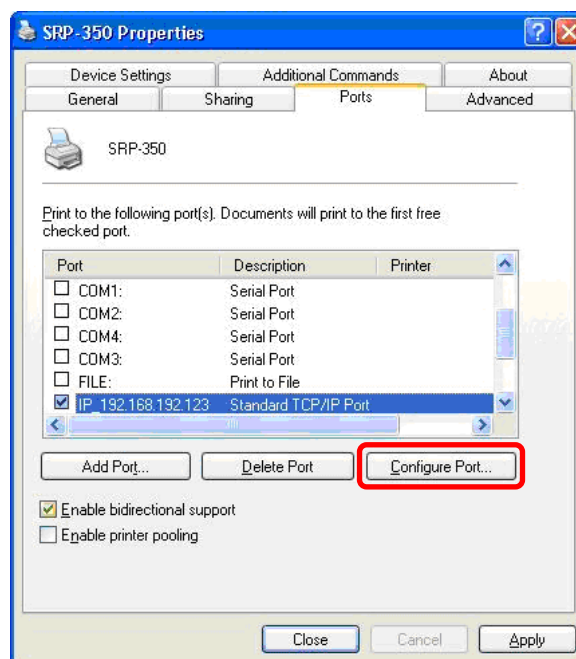 SRP-350 Properties
Device Settings Additional Commands About
General Sharing Ports Advanced
SRP-350
Print to the following port(s). Documents will print to the first free
checked port.
Port Description Printer
COM1: Serial Port
COM2: Serial Port
COM4: Serial Port
COM3: Serial Port
FILE: Print to File
IP_192.168.192.123 Standard TCP/IP Port
Add Port... Delete Port Configure Port...
Enable bidirectional support
Enable printer pooling
Close Cancel Apply